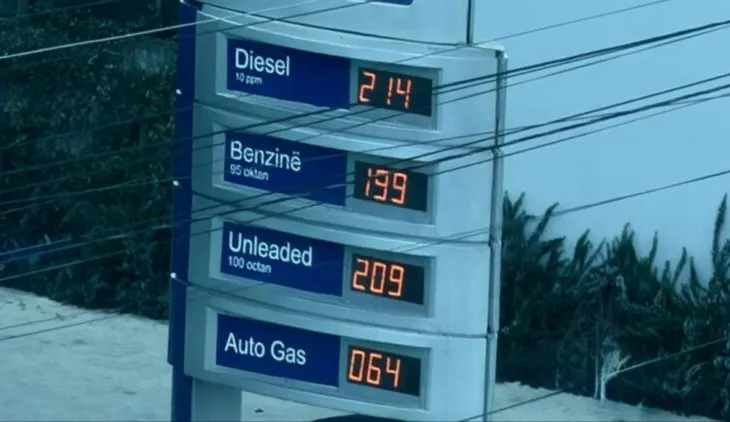 Diesel
10 ppm
214
Benzinë
95 oktan
199
Unleaded
100 octan
209
Auto Gas
064